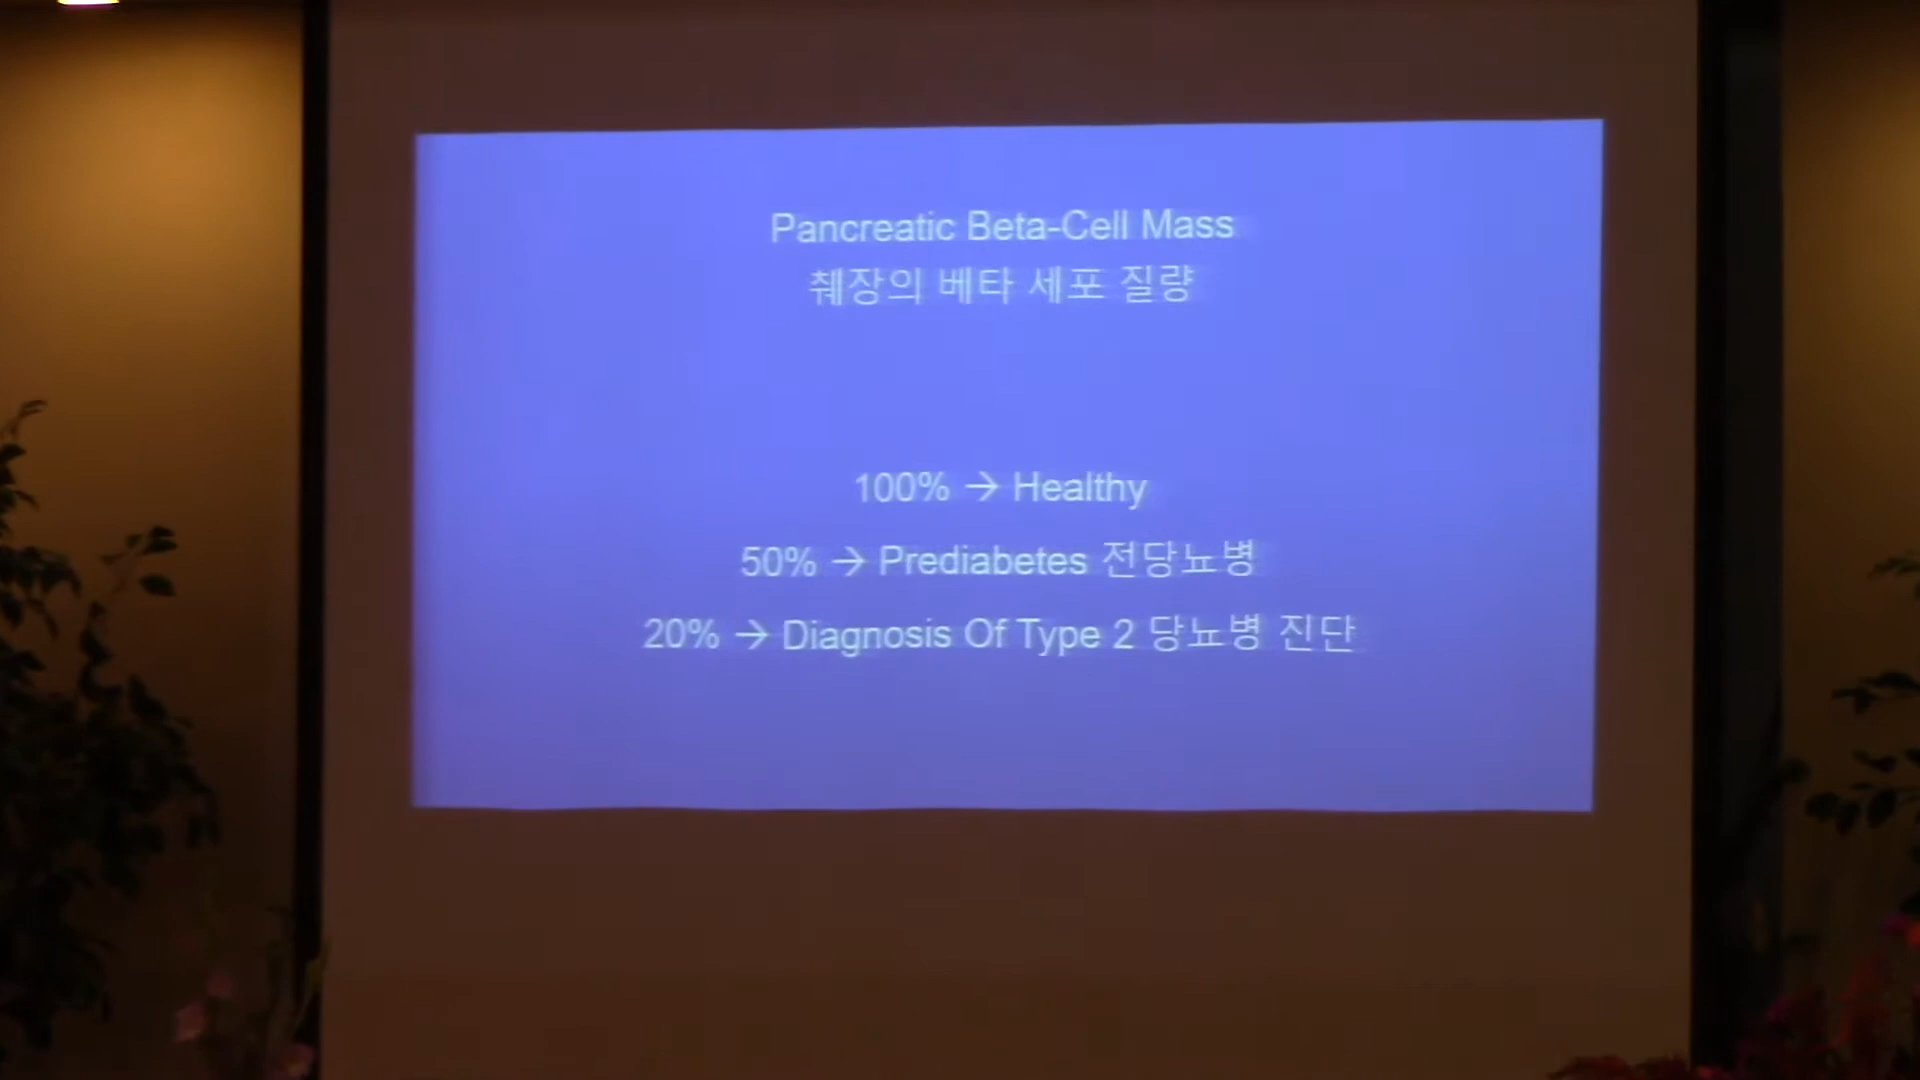 Pancreatic Beta-Cell Mass
췌장의 베타 세포 질량
100% → Healthy
50% → Prediabetes 전당뇨병
20% → Diagnosis Of Type 2 당뇨병 진단